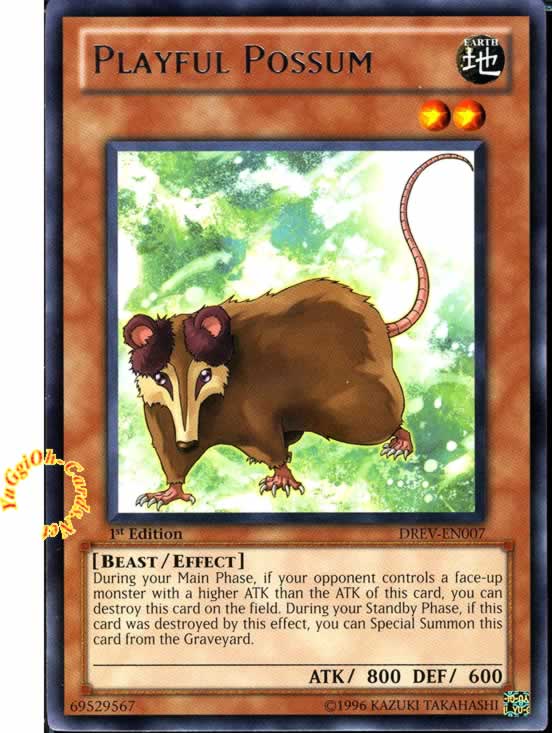 PLAYFUL POSSUM
EARTH
地
1st Edition
DREV-EN007
[BEAST/EFFECT]
During your Main Phase, if your opponent controls a face-up
monster with a higher ATK than the ATK of this card, you can
destroy this card on the field. During your Standby Phase, if this
card was destroyed by this effect, you can Special Summon this
card from the Graveyard.
ATK/ 800 DEF/ 600
69529567
©1996 KAZUKI TAKAHASHI
YuGgiOh-Cards.Net